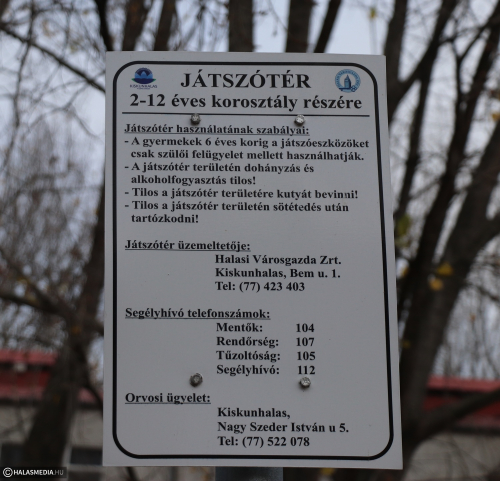 KISKUNHALAS
JÁTSZÓTÉR
2-12 éves korosztály részére
Játszótér használatának szabályai:
- A gyermekek 6 éves korig a játszóeszközöket
csak szülői felügyelet mellett használhatják.
- A játszótér területén dohányzás és
alkoholfogyasztás tilos!
- Tilos a játszótér területére kutyát bevinni!
- Tilos a játszótér területén sötétedés után
tartózkodni!
Játszótér üzemeltetője:
Halasi Városgazda Zrt.
Kiskunhalas, Bem u. 1.
Tel: (77) 423 403
Segélyhívó telefonszámok:
Mentők: 104
Rendőrség: 107
Tűzoltóság: 105
Segélyhívó: 112
Orvosi ügyelet:
Kiskunhalas,
Nagy Szeder István u 5.
Tel: (77) 522 078
© HALASMEDIA.HU